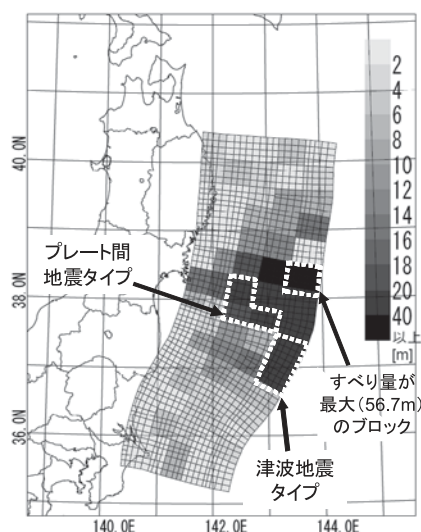 2
4
6
8
10
12
14
16
18
20
40
以上
[m]
40.0N
38.0N
36.0N
プレート間
地震タイプ
すべり量が
最大(56.7m)
のブロック
津波地震
タイプ
140.0E
142.0E
144.0E